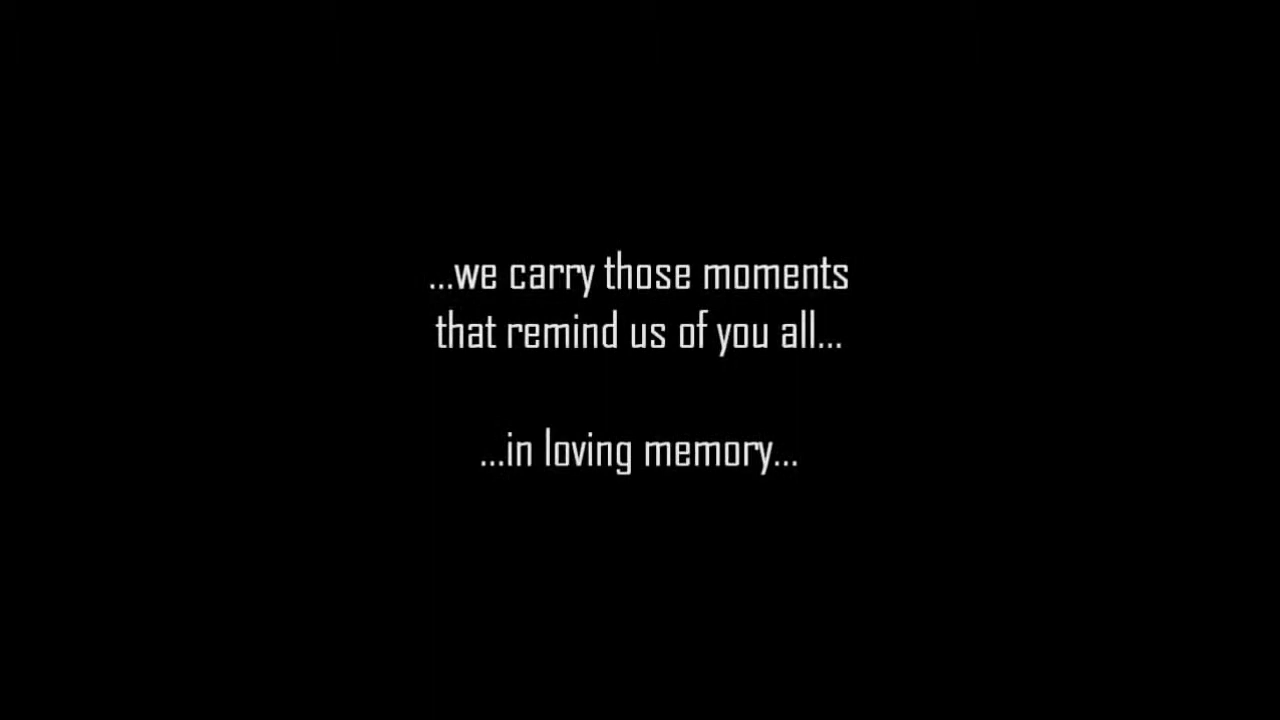 ...we carry those moments
that remind us of you all...
...in loving memory...